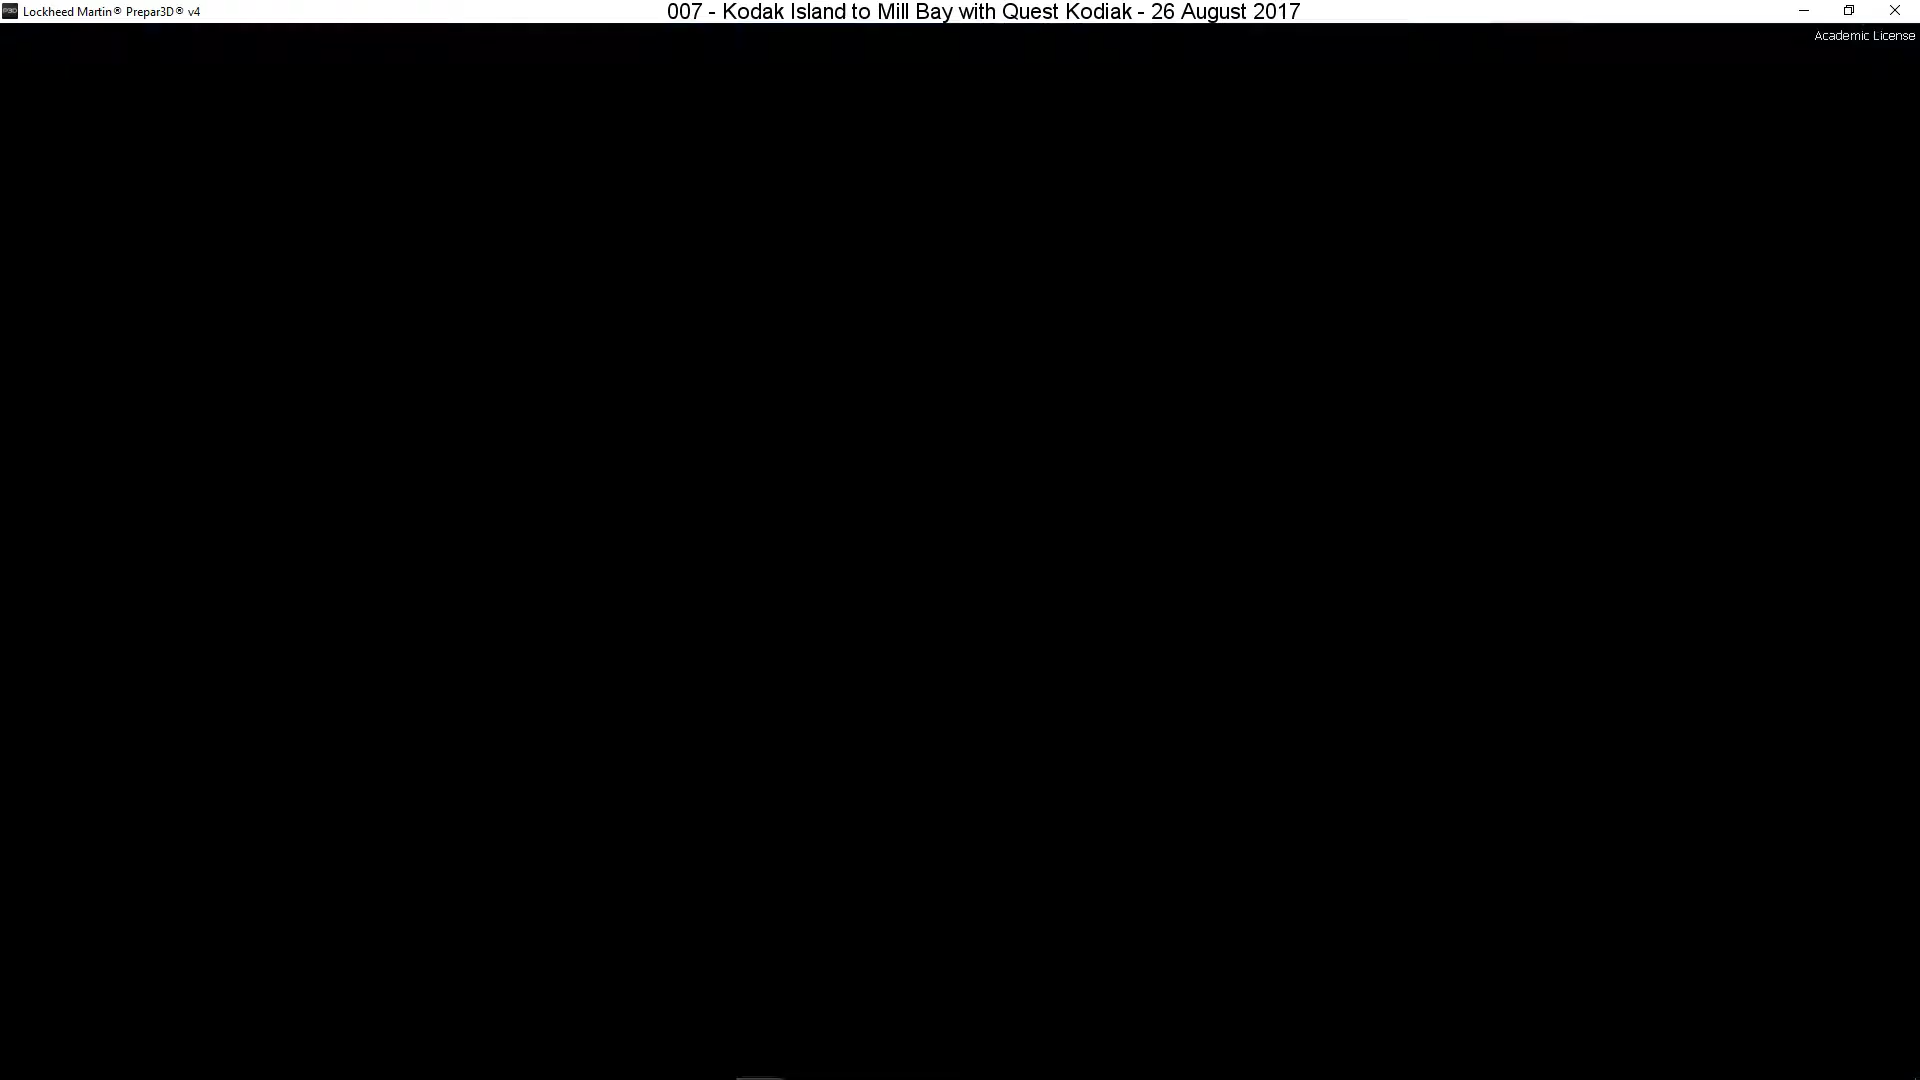 Lockheed Martin® Prepar3D® v4
007 - Kodak Island to Mill Bay with Quest Kodiak - 26 August 2017
Academic License